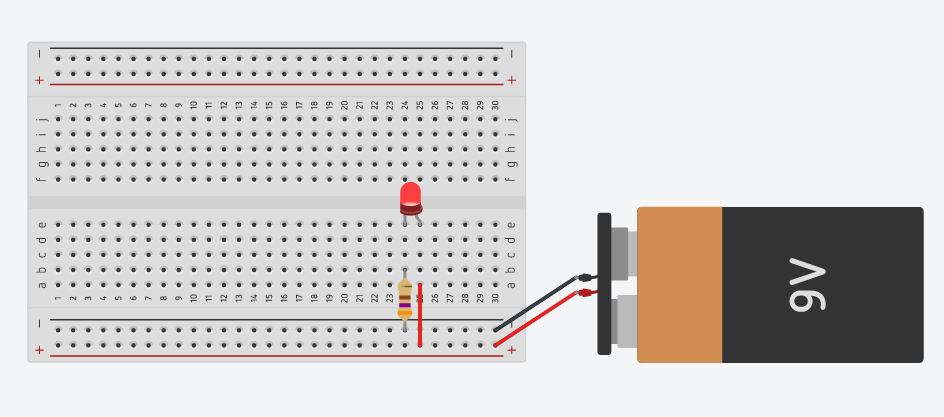 − −
+ +
1 2 3 4 5 6 7 8 9 10 11 12 13 14 15 16 17 18 19 20 21 22 23 24 25 26 27 28 29 30
j j
i i
h h
g g
f f
e e
d d
c c
b b
a a
1 2 3 4 5 6 7 8 9 10 11 12 13 14 15 16 17 18 19 20 21 22 23 25 26 27 28 29 30
− −
+ +
9V